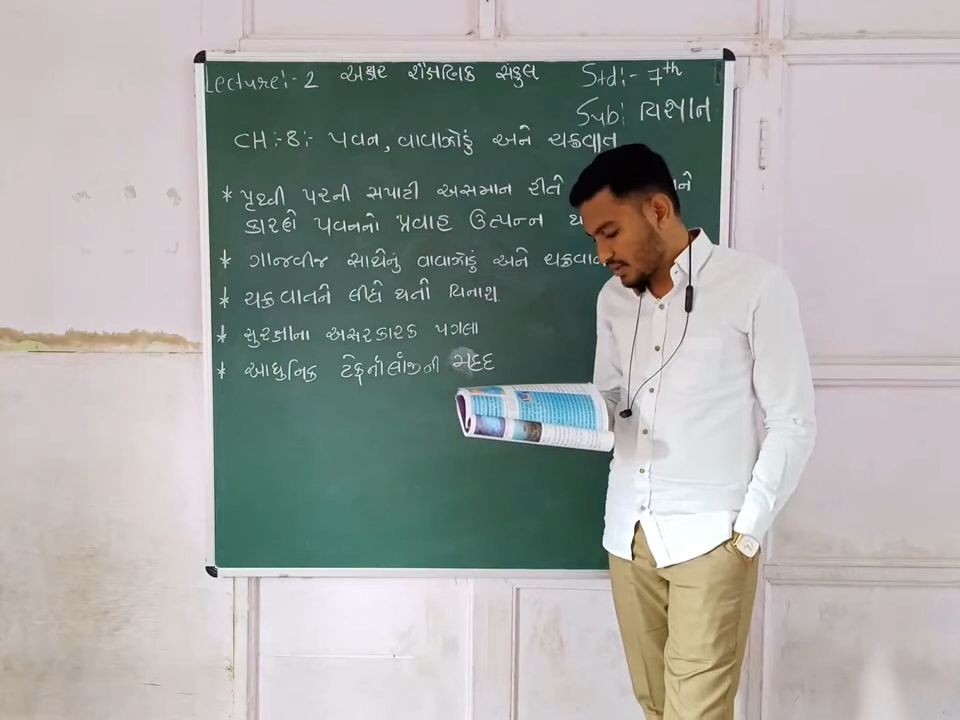 Lecture:- 2 અક્ષર શૈક્ષણિક સંકુલ Std:- 7th
Sub: વિજ્ઞાન
CH:-8:- પવન, વાવાઝોડું અને ચક્રવાત
* પૃથ્વી પરની સપાટી અસમાન રીતે ને
કારણે પવનનો પ્રવાહ ઉત્પન્ન થ
* ગાજવીજ સાથેનું વાવાઝોડું અને ચક્રવાત
* ચક્રવાતને લીધે થતો વિનાશ.
* સુરક્ષાના અસરકારક પગલા
* આધુનિક ટેક્નોલૉજીની મદદ